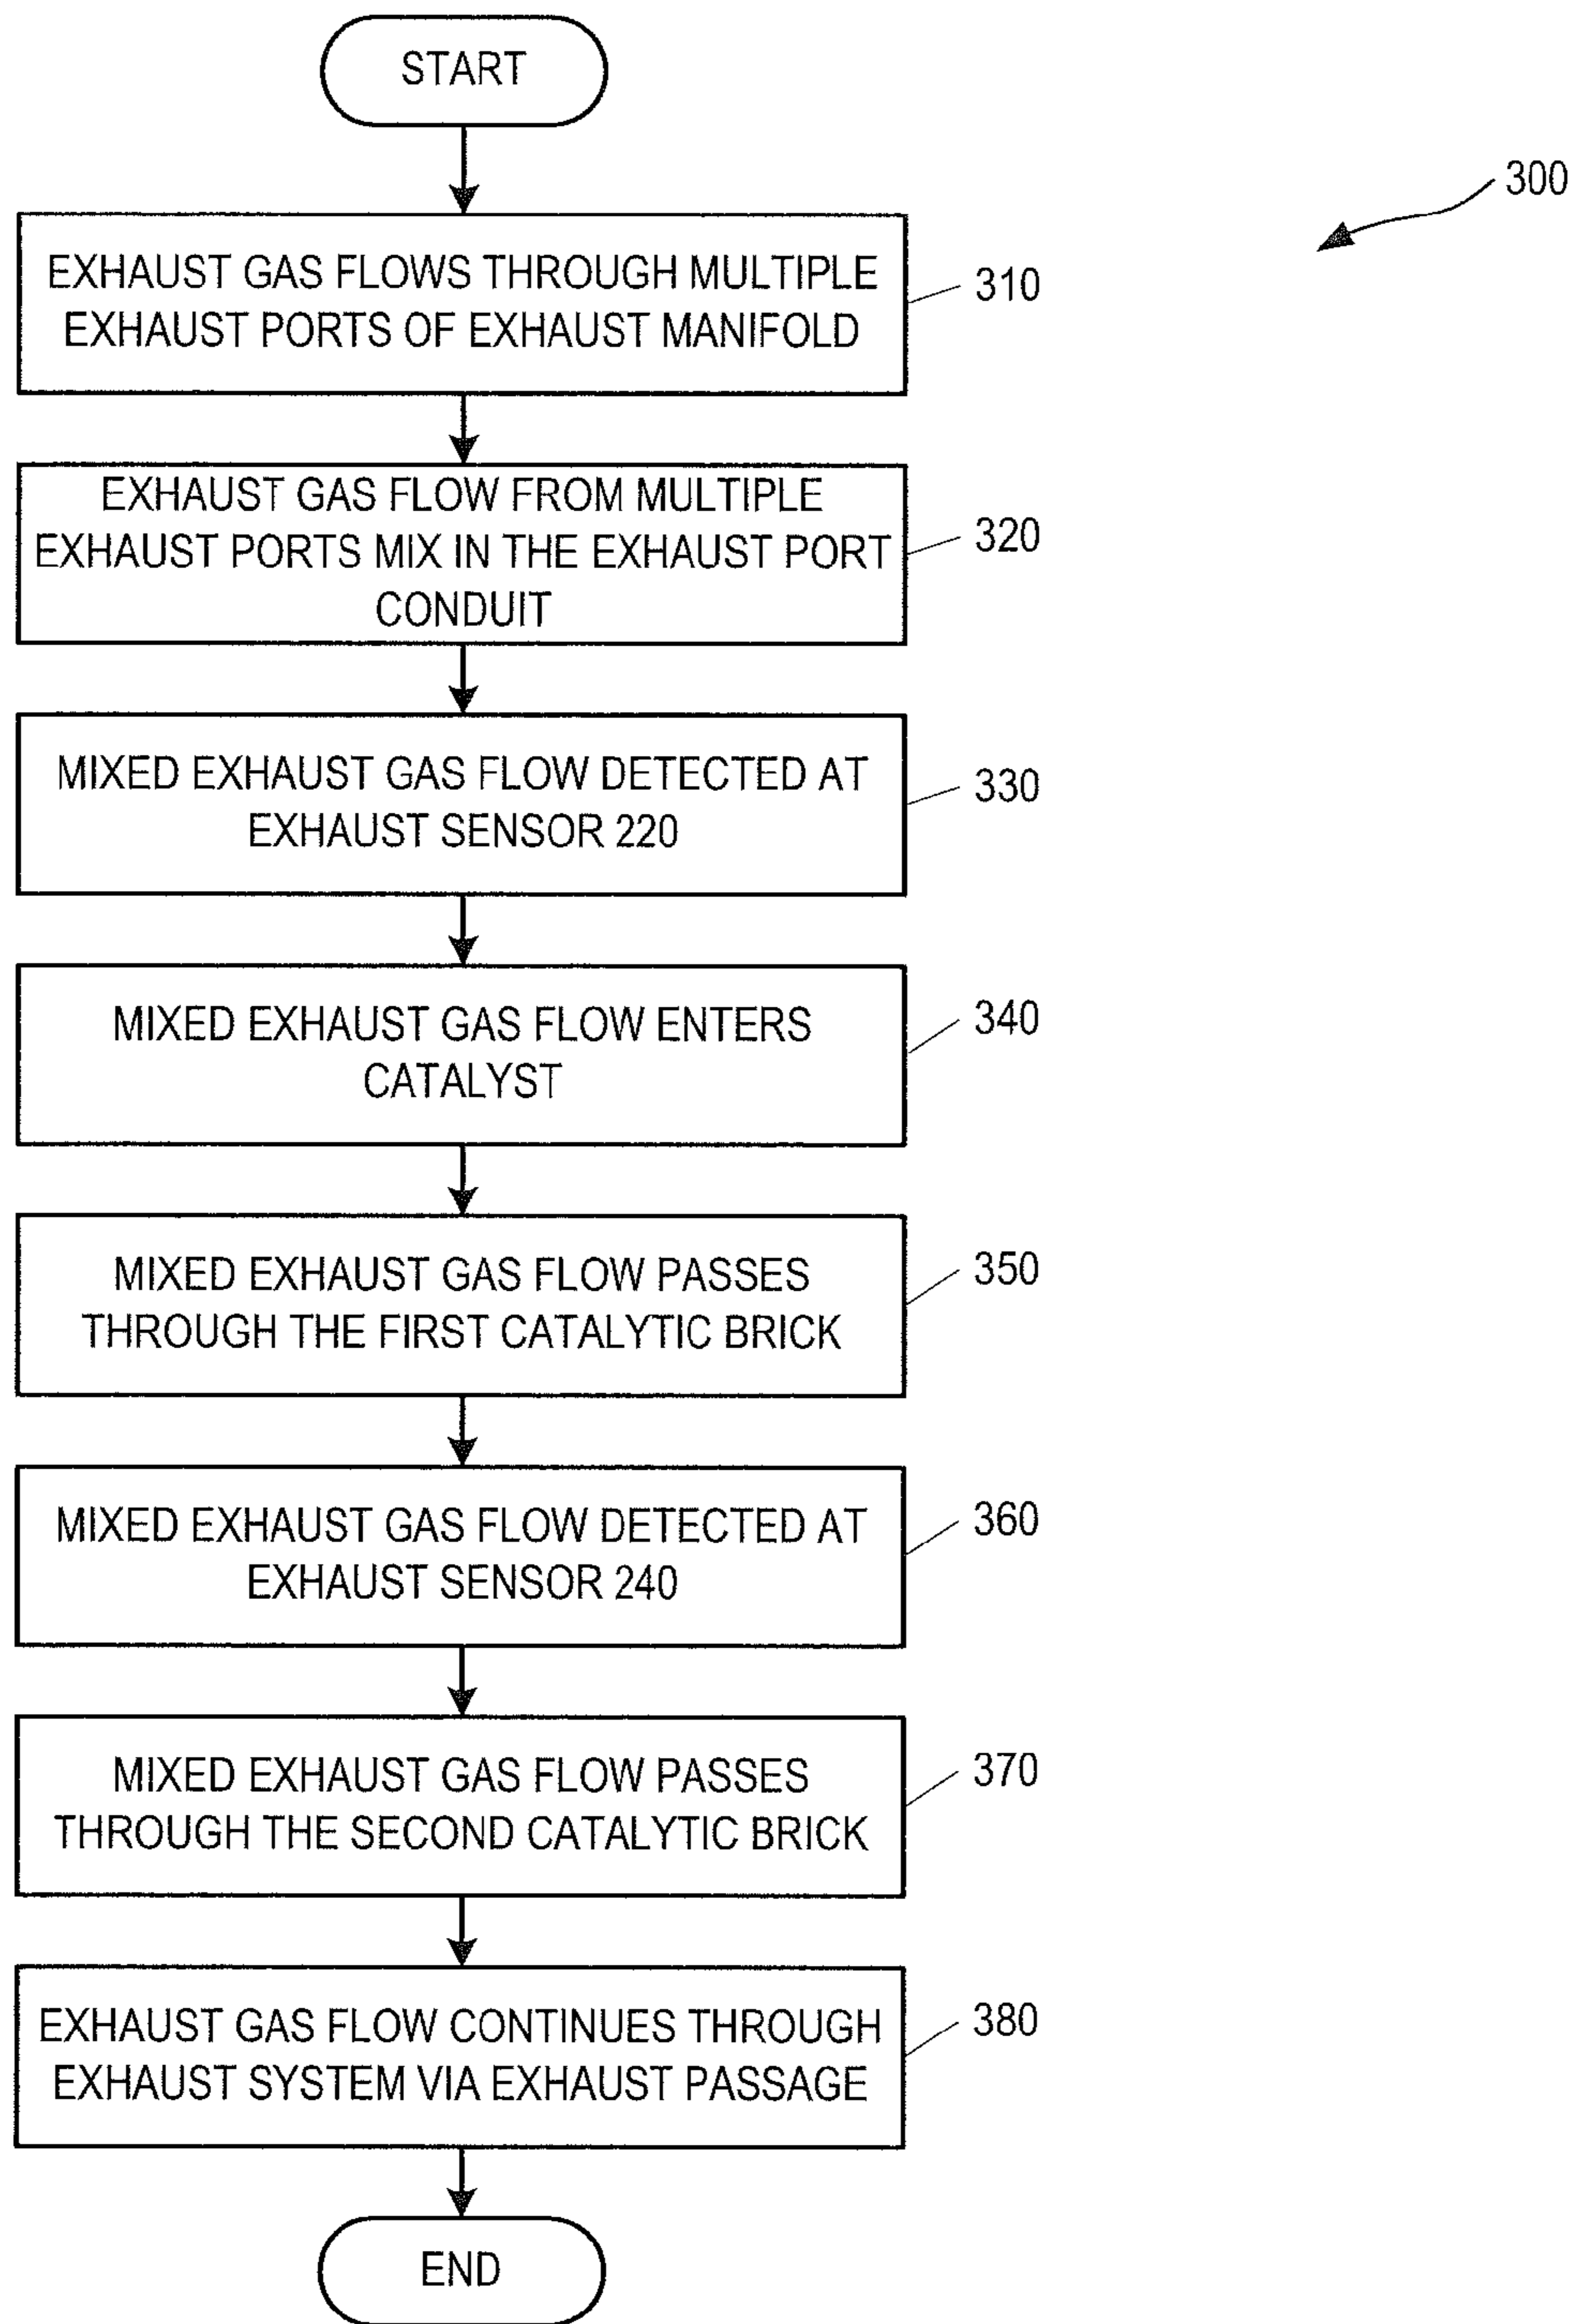 START
300
EXHAUST GAS FLOWS THROUGH MULTIPLE
EXHAUST PORTS OF EXHAUST MANIFOLD
310
EXHAUST GAS FLOW FROM MULTIPLE
EXHAUST PORTS MIX IN THE EXHAUST PORT
CONDUIT
320
MIXED EXHAUST GAS FLOW DETECTED AT
EXHAUST SENSOR 220
330
MIXED EXHAUST GAS FLOW ENTERS
CATALYST
340
MIXED EXHAUST GAS FLOW PASSES
THROUGH THE FIRST CATALYTIC BRICK
350
MIXED EXHAUST GAS FLOW DETECTED AT
EXHAUST SENSOR 240
360
MIXED EXHAUST GAS FLOW PASSES
THROUGH THE SECOND CATALYTIC BRICK
370
EXHAUST GAS FLOW CONTINUES THROUGH
EXHAUST SYSTEM VIA EXHAUST PASSAGE
380
END